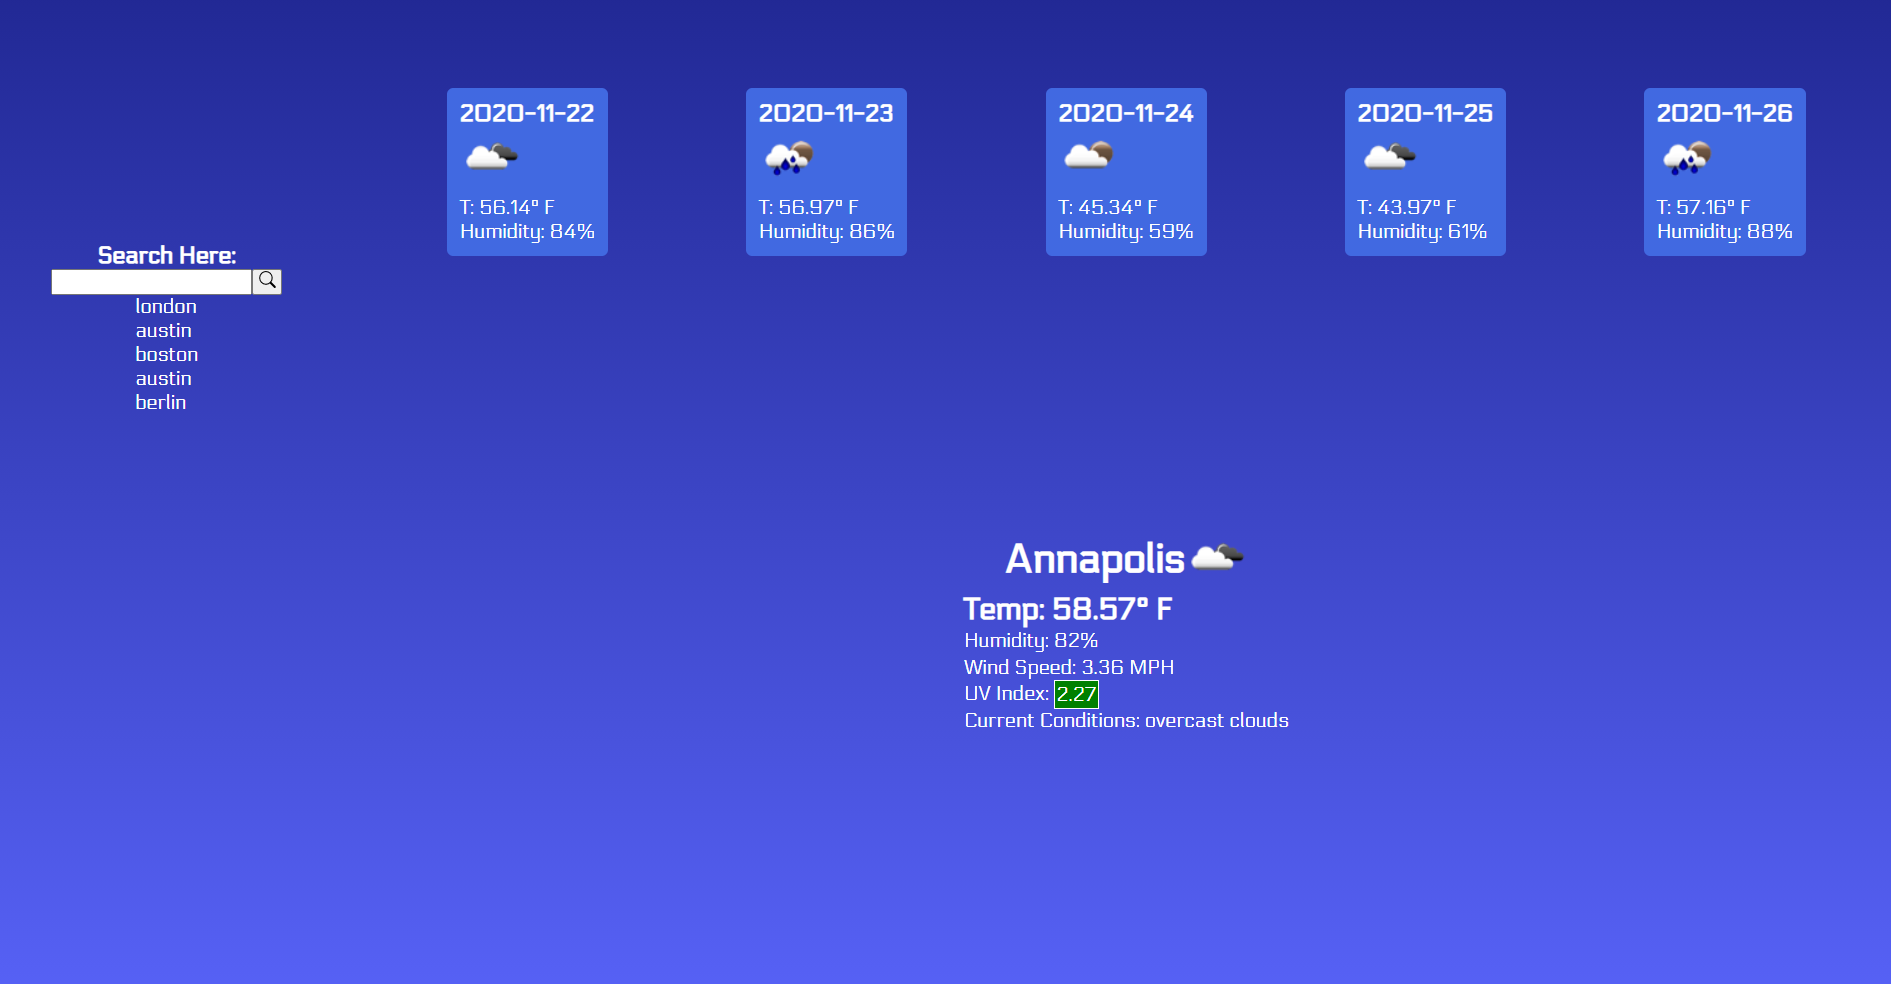 Search Here:
london
austin
boston
austin
berlin
2020-11-22
T: 56.14° F
Humidity: 84%
2020-11-23
T: 56.97° F
Humidity: 86%
2020-11-24
T: 45.34° F
Humidity: 59%
2020-11-25
T: 43.97° F
Humidity: 61%
2020-11-26
T: 57.16° F
Humidity: 88%
Annapolis
Temp: 58.57° F
Humidity: 82%
Wind Speed: 3.36 MPH
UV Index: 2.27
Current Conditions: overcast clouds